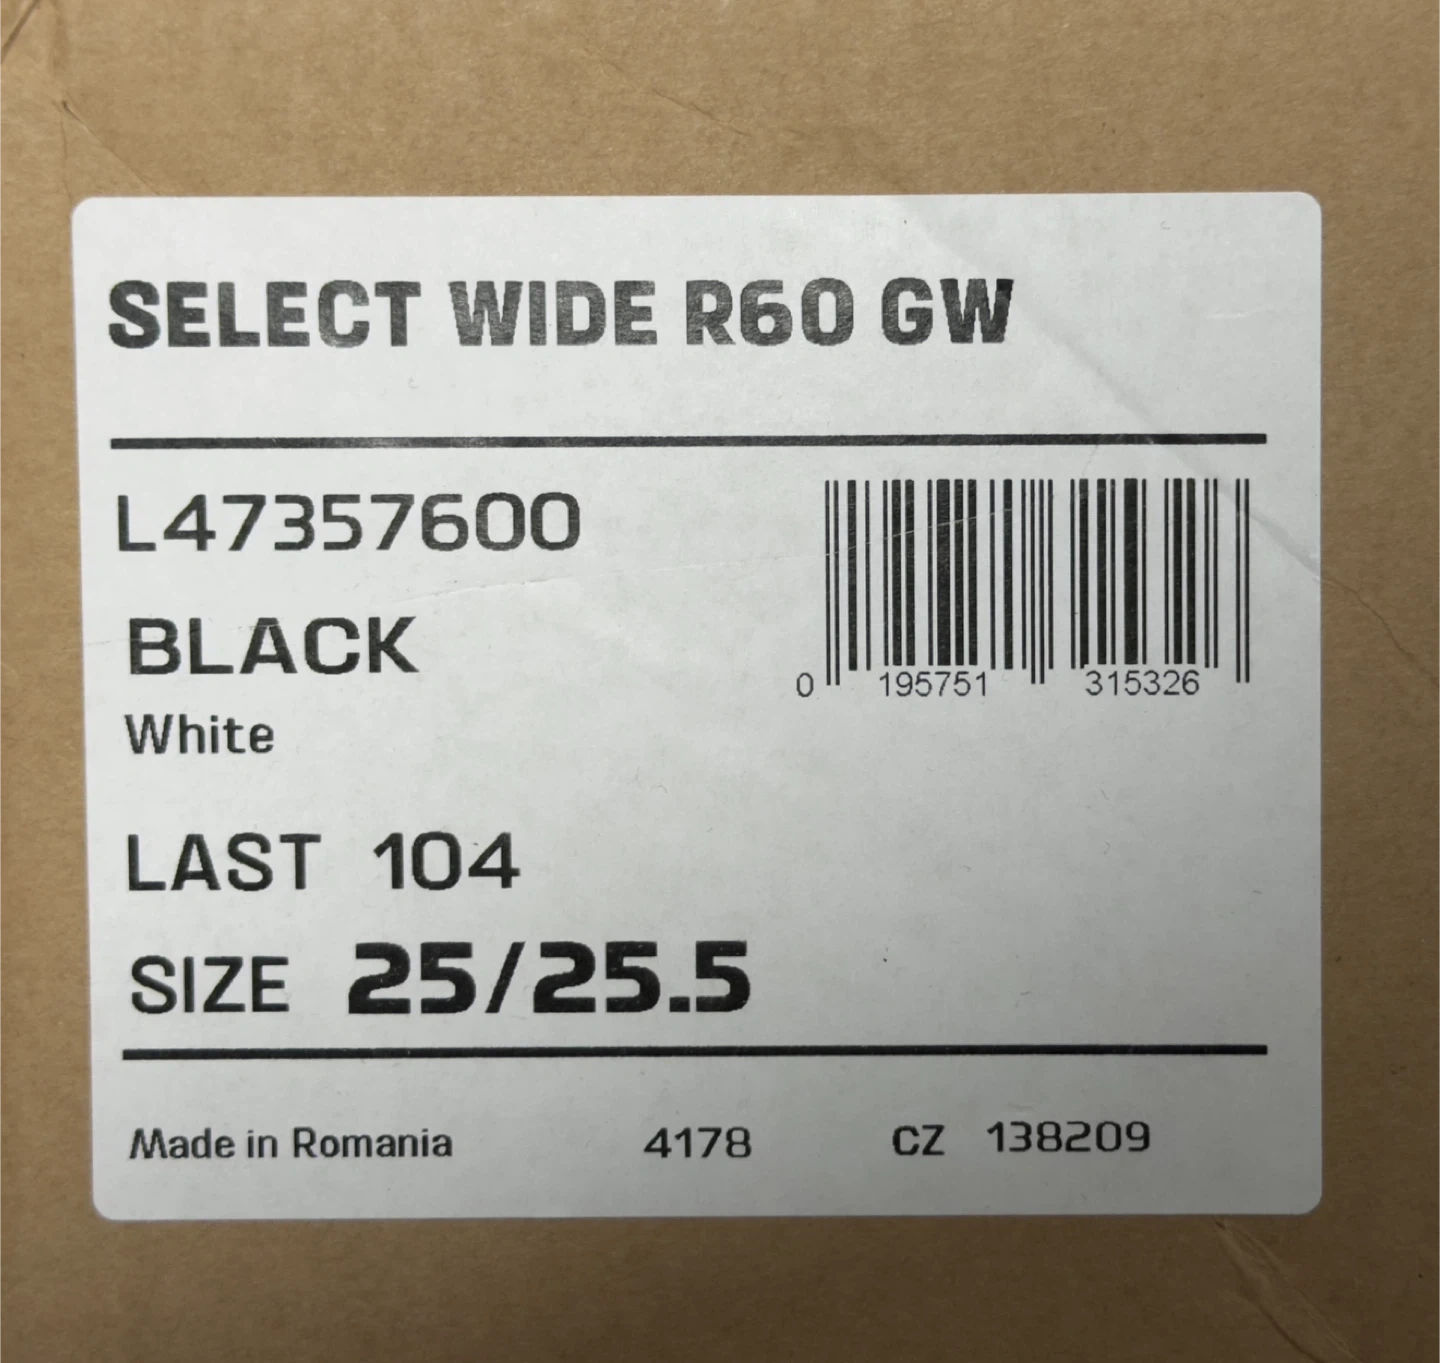 SELECT WIDE R60 GW
L47357600
0 195751 315326
BLACK
White
LAST 104
SIZE 25/25.5
Made in Romania 4178 CZ 138209